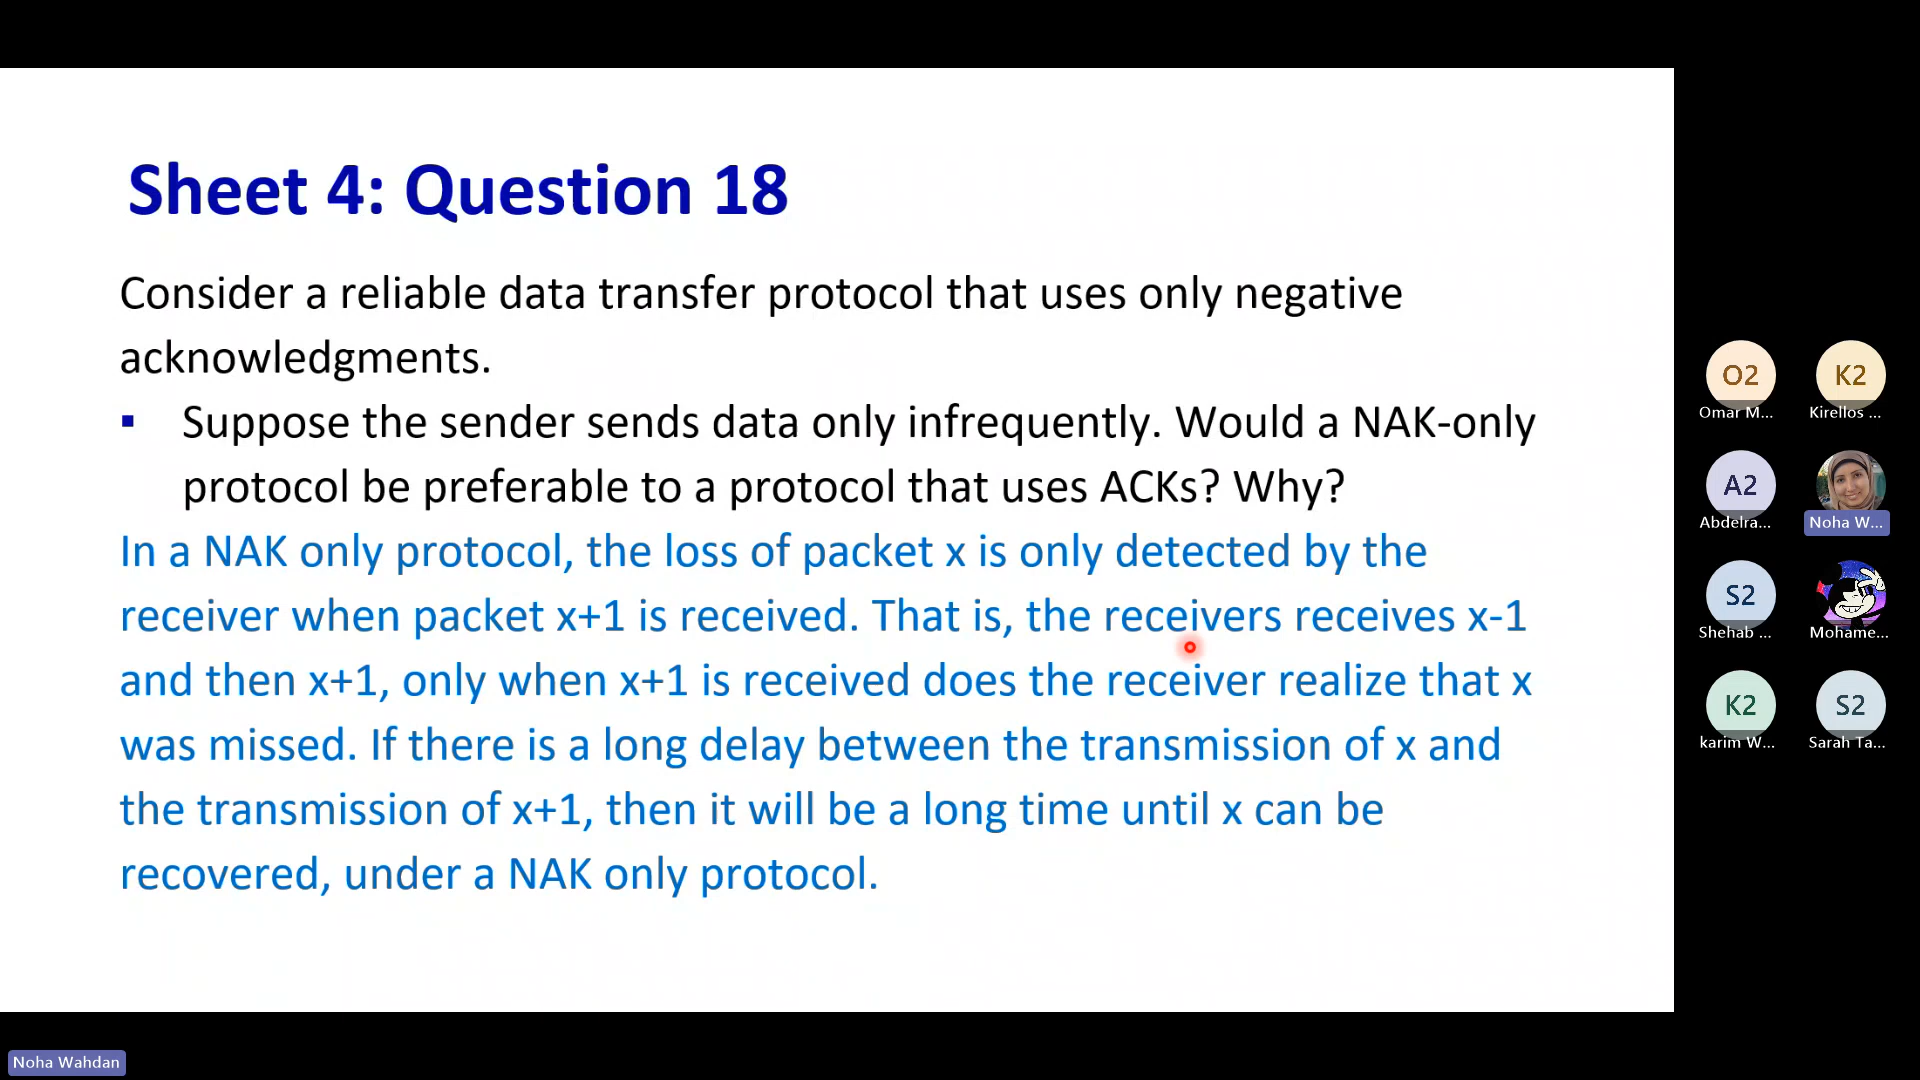 Sheet 4: Question 18
Consider a reliable data transfer protocol that uses only negative
acknowledgments.
▪ Suppose the sender sends data only infrequently. Would a NAK-only
protocol be preferable to a protocol that uses ACKs? Why?
In a NAK only protocol, the loss of packet x is only detected by the
receiver when packet x+1 is received. That is, the receivers receives x-1
and then x+1, only when x+1 is received does the receiver realize that x
was missed. If there is a long delay between the transmission of x and
the transmission of x+1, then it will be a long time until x can be
recovered, under a NAK only protocol.
O2 K2
Omar M... Kirellos ...
A2
Abdelra... Noha W...
S2
Shehab ... Mohame...
K2 S2
karim W... Sarah Ta...
Noha Wahdan